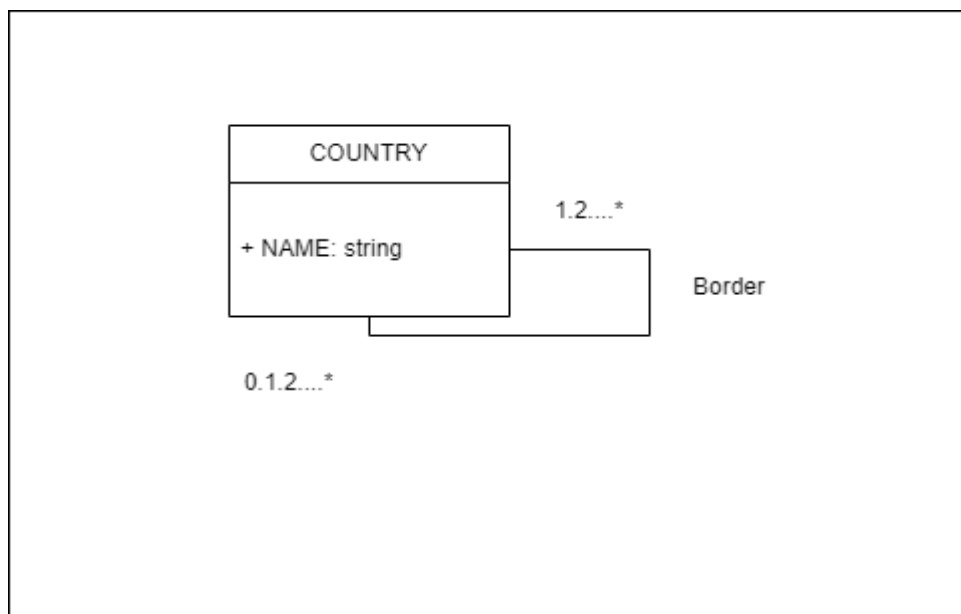 COUNTRY
1.2....*
+ NAME: string
Border
0.1.2....*